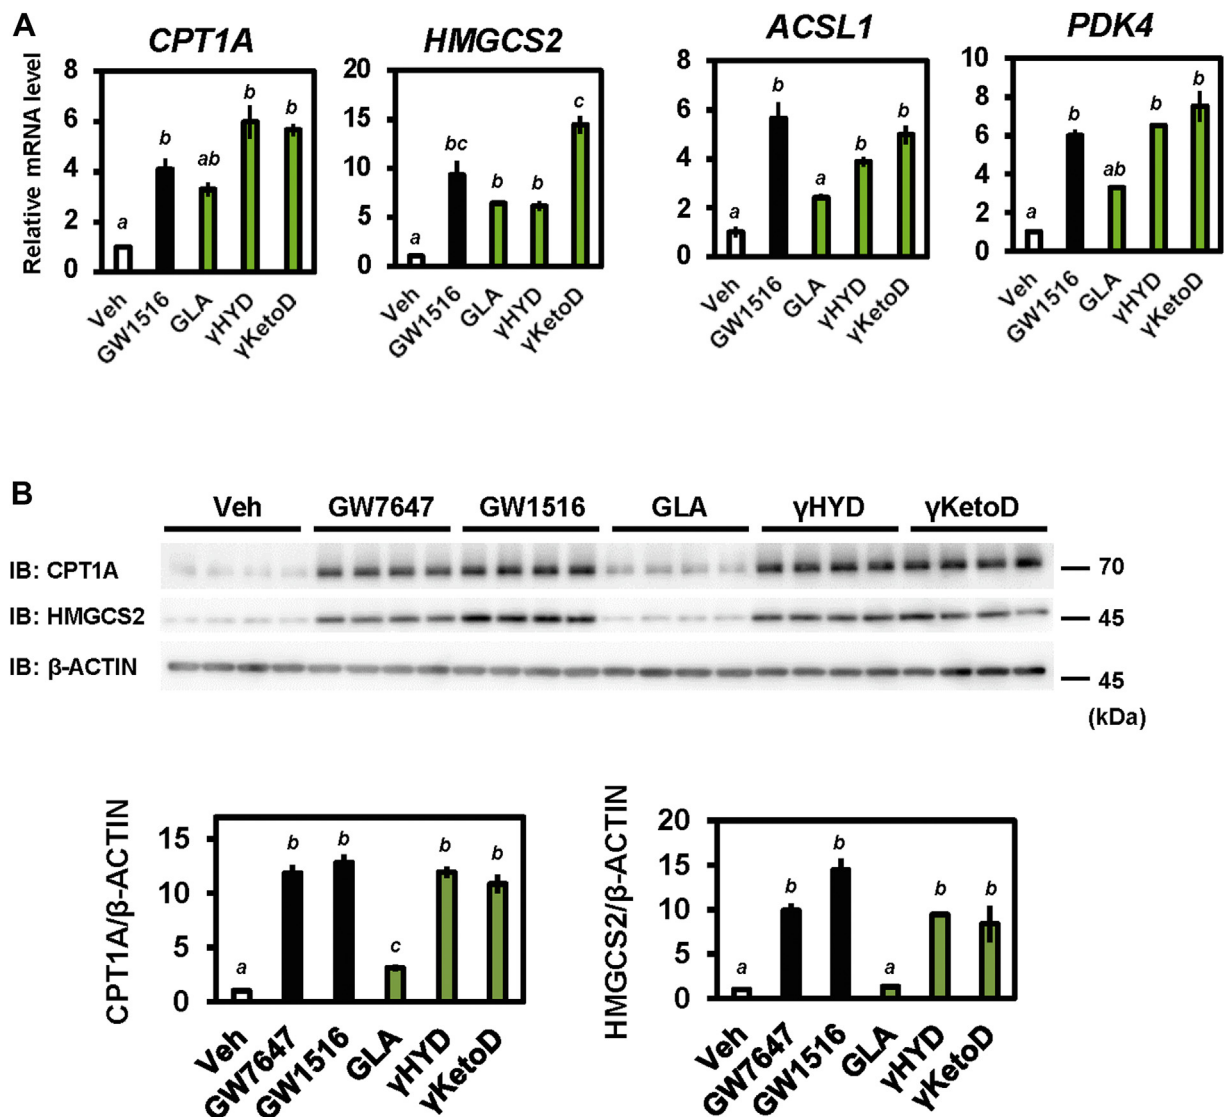 A
CPT1A HMGCS2 ACSL1 PDK4
Relative mRNA level
8
6
4
2
0
a b ab b b
Veh GW1516 GLA γHYD γKetoD
20
15
10
5
0
a bc b b c
Veh GW1516 GLA γHYD γKetoD
8
6
4
2
0
a b a b b
Veh GW1516 GLA γHYD γKetoD
10
8
6
4
2
0
a b ab b b
Veh GW1516 GLA γHYD γKetoD
B
Veh GW7647 GW1516 GLA γHYD γKetoD
IB: CPT1A 70
IB: HMGCS2 45
IB: β-ACTIN 45
(kDa)
CPT1A/β-ACTIN
15
10
5
0
a b b c b b
Veh GW7647 GW1516 GLA γHYD γKetoD
HMGCS2/β-ACTIN
20
15
10
5
0
a b b a b b
Veh GW7647 GW1516 GLA γHYD γKetoD